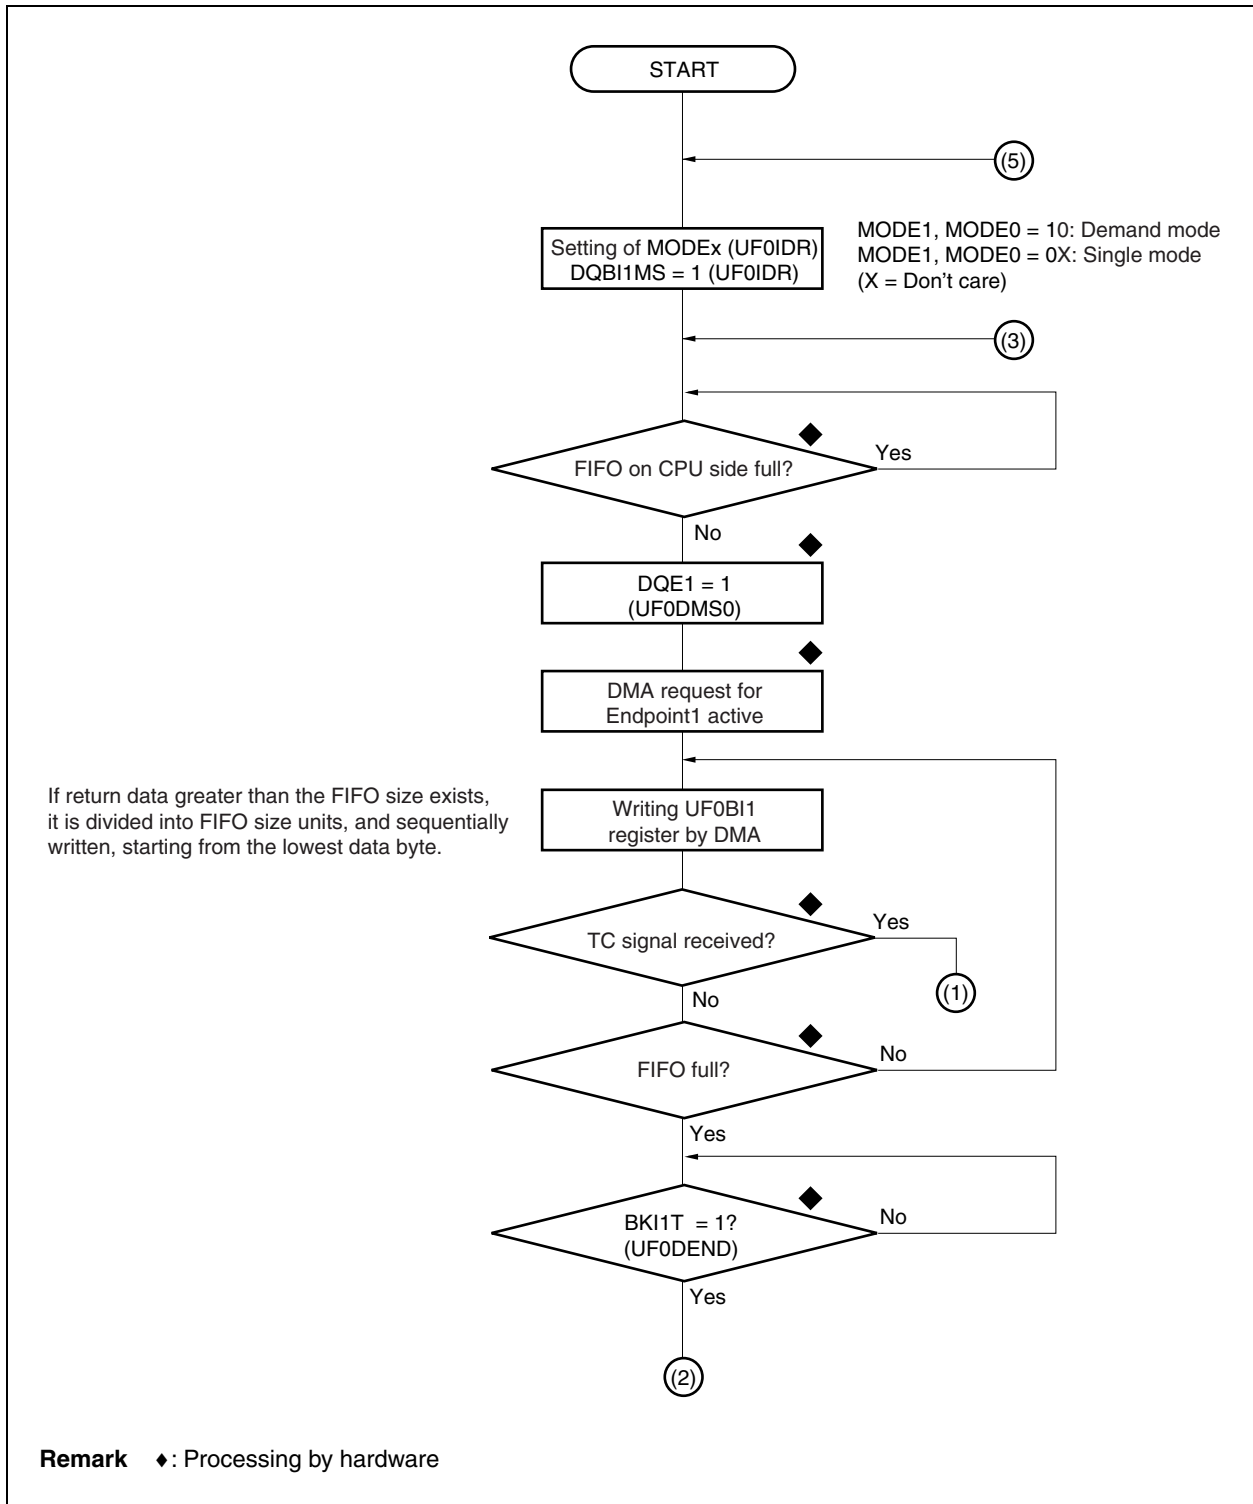 START
(5)
Setting of MODEx (UF0IDR)
DQBI1MS = 1 (UF0IDR)
MODE1, MODE0 = 10: Demand mode
MODE1, MODE0 = 0X: Single mode
(X = Don't care)
(3)
FIFO on CPU side full?
Yes
No
DQE1 = 1
(UF0DMS0)
DMA request for
Endpoint1 active
If return data greater than the FIFO size exists,
it is divided into FIFO size units, and sequentially
written, starting from the lowest data byte.
Writing UF0BI1
register by DMA
TC signal received?
Yes
(1)
No
FIFO full?
No
Yes
BKI1T = 1?
(UF0DEND)
No
Yes
(2)
Remark ♦: Processing by hardware